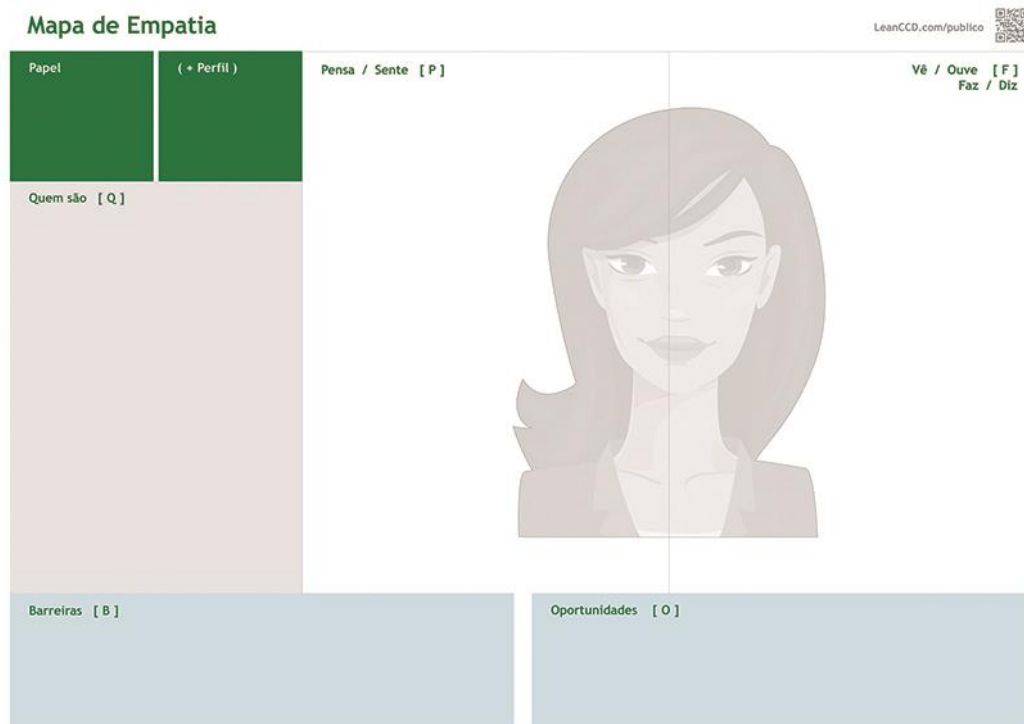 Mapa de Empatia
LeanCCD.com/publico
Papel
( + Perfil )
Pensa / Sente [ P ]
Vê / Ouve [ F ]
Faz / Diz
Quem são [ Q ]
Barreiras [ B ]
Oportunidades [ O ]